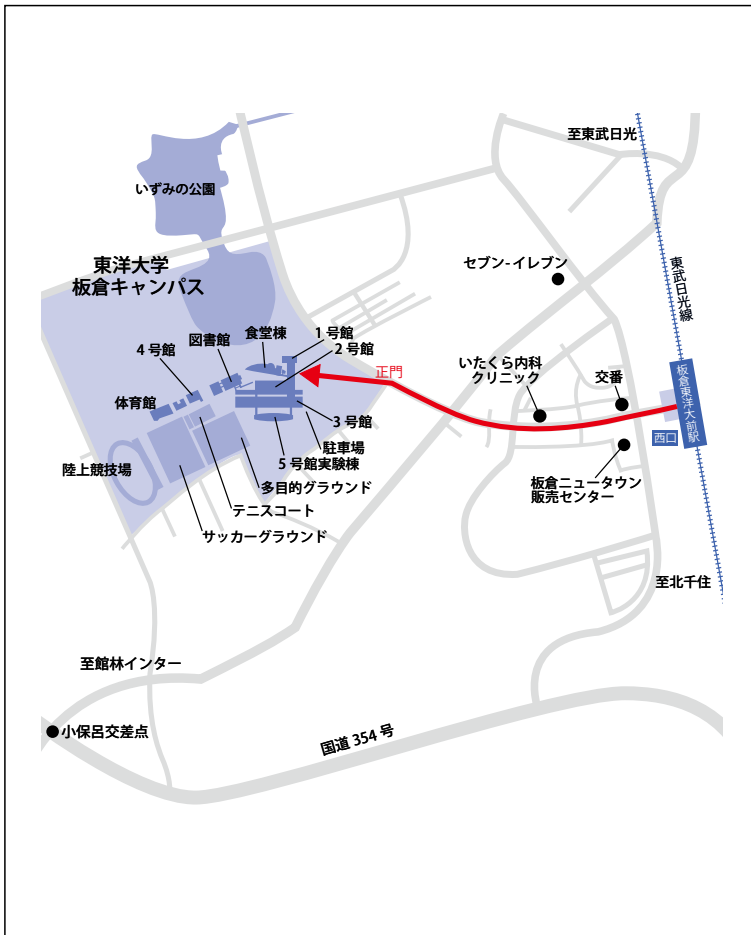 至東武日光
いずみの公園
東洋大学
板倉キャンパス
セブン-イレブン
東武日光線
1号館
食堂棟
2号館
図書館
4号館
正門
いたくら内科
クリニック
交番
板倉東洋大前駅
体育館
3号館
西口
駐車場
5号館実験棟
陸上競技場
多目的グラウンド
板倉ニュータウン
販売センター
テニスコート
サッカーグラウンド
至北千住
至館林インター
小保呂交差点
国道354号